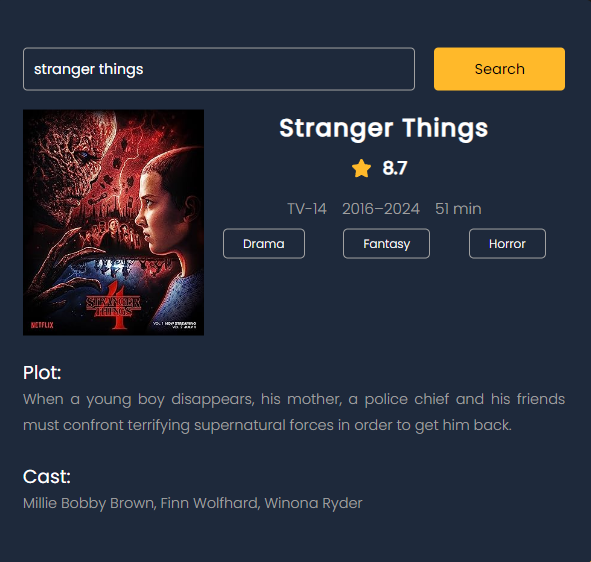 stranger things
Search
Stranger Things
8.7
TV-14 2016–2024 51 min
Drama Fantasy Horror
STRANGER
THINGS
4
NETFLIX
VOL 1 NOW STREAMING
Plot:
When a young boy disappears, his mother, a police chief and his friends
must confront terrifying supernatural forces in order to get him back.
Cast:
Millie Bobby Brown, Finn Wolfhard, Winona Ryder